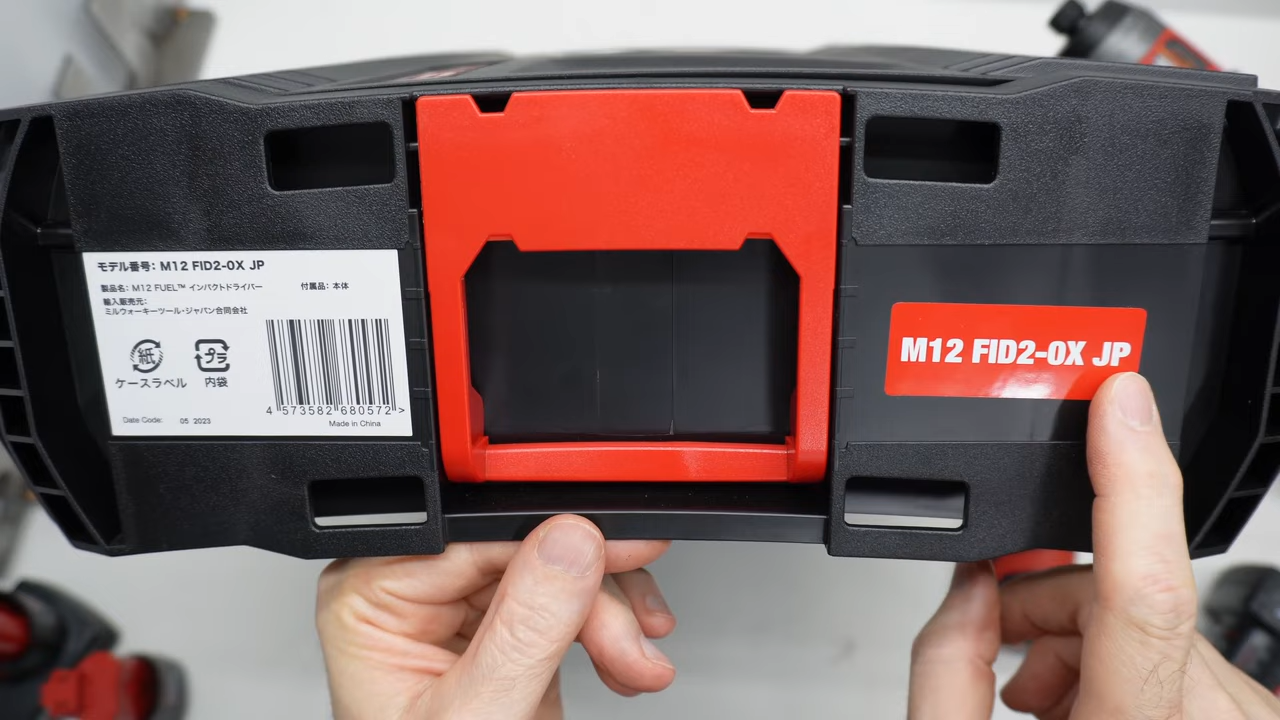 モデル番号: M12 FID2-0X JP
製品名: M12 FUEL™ インパクトドライバー 付属品: 本体
輸入販売元:
ミルウォーキーツール・ジャパン合同会社
紙 プラ
ケースラベル 内袋
4 573582 680572 >
Date Code: 05 2023
Made in China
M12 FID2-0X JP